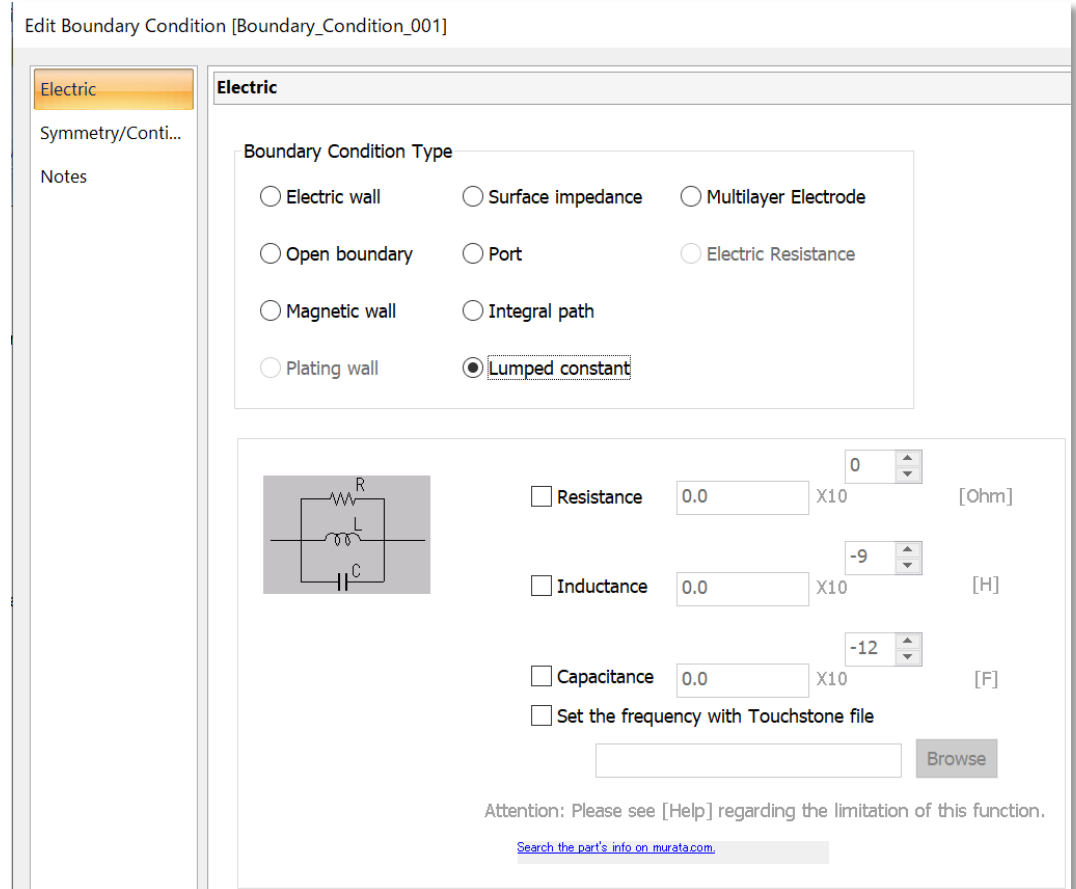 Edit Boundary Condition [Boundary_Condition_001]
Electric
Symmetry/Conti...
Notes
Electric
Boundary Condition Type
Electric wall
Surface impedance
Multilayer Electrode
Open boundary
Port
Electric Resistance
Magnetic wall
Integral path
Plating wall
Lumped constant
R
L
C
Resistance
0.0
X10
0
[Ohm]
Inductance
0.0
X10
-9
[H]
Capacitance
0.0
X10
-12
[F]
Set the frequency with Touchstone file
Browse
Attention: Please see [Help] regarding the limitation of this function.
Search the part's info on murata.com.